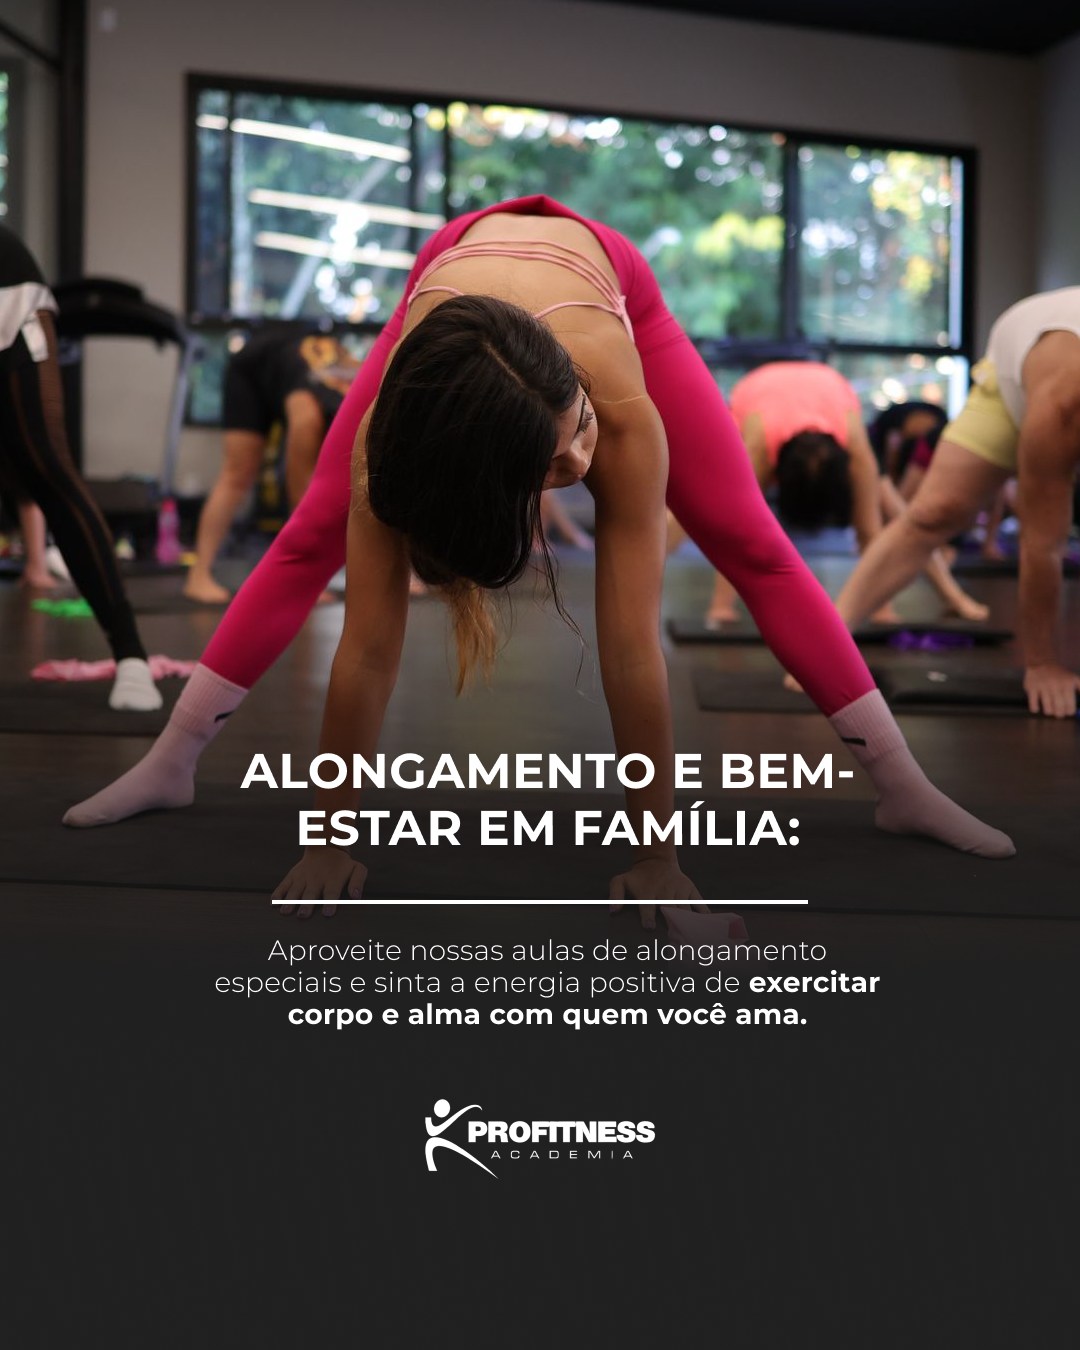 ALONGAMENTO E BEM-
ESTAR EM FAMÍLIA:
Aproveite nossas aulas de alongamento
especiais e sinta a energia positiva de exercitar
corpo e alma com quem você ama.
PROFITNESS
ACADEMIA